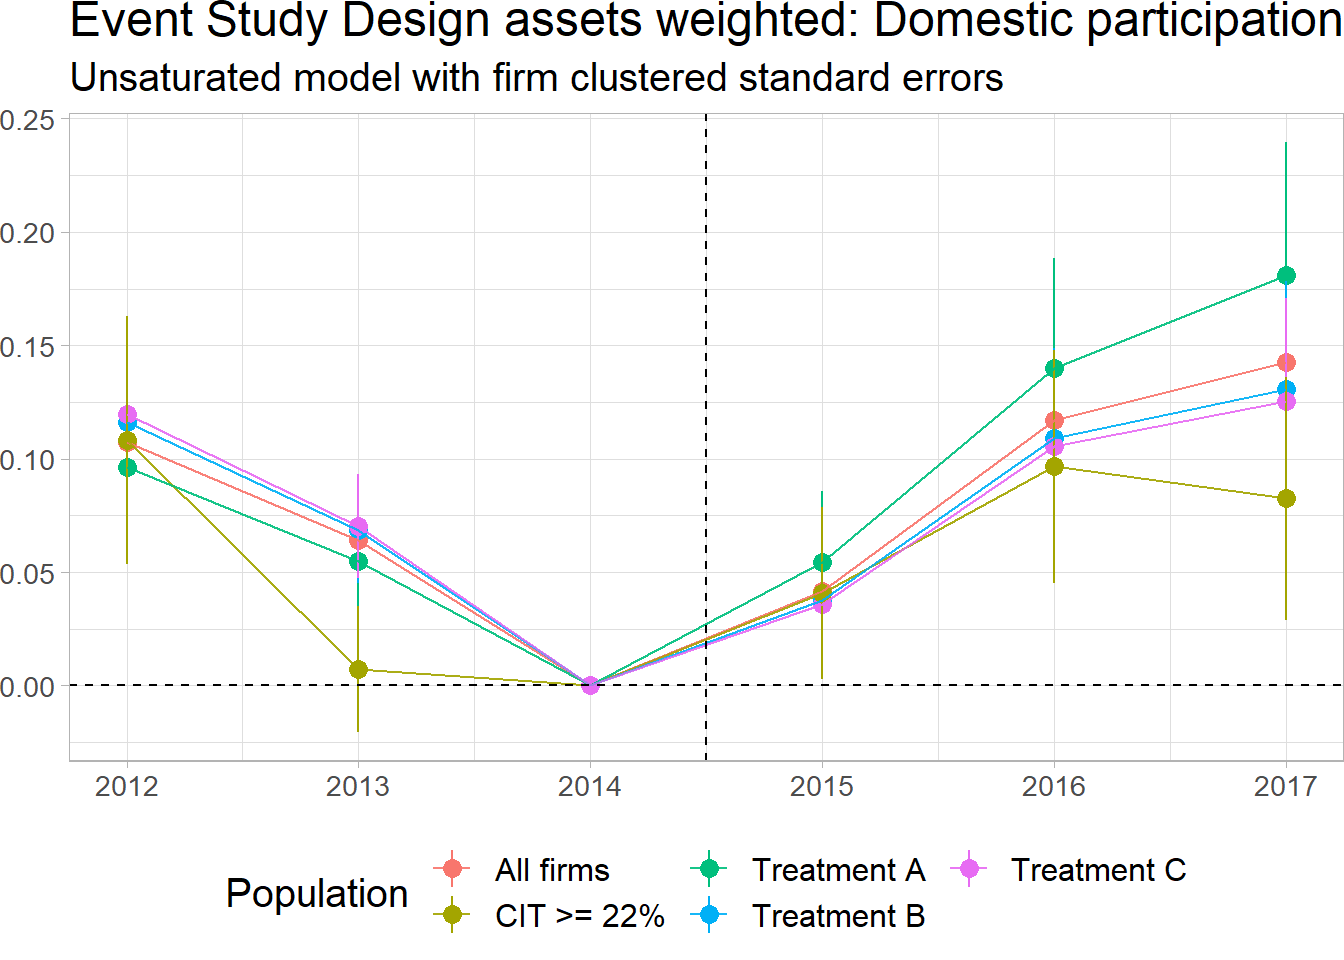 Event Study Design assets weighted: Domestic participation
Unsaturated model with firm clustered standard errors
0.25
0.20
0.15
0.10
0.05
0.00
2012 2013 2014 2015 2016 2017
Population
All firms Treatment A Treatment C
CIT >= 22% Treatment B